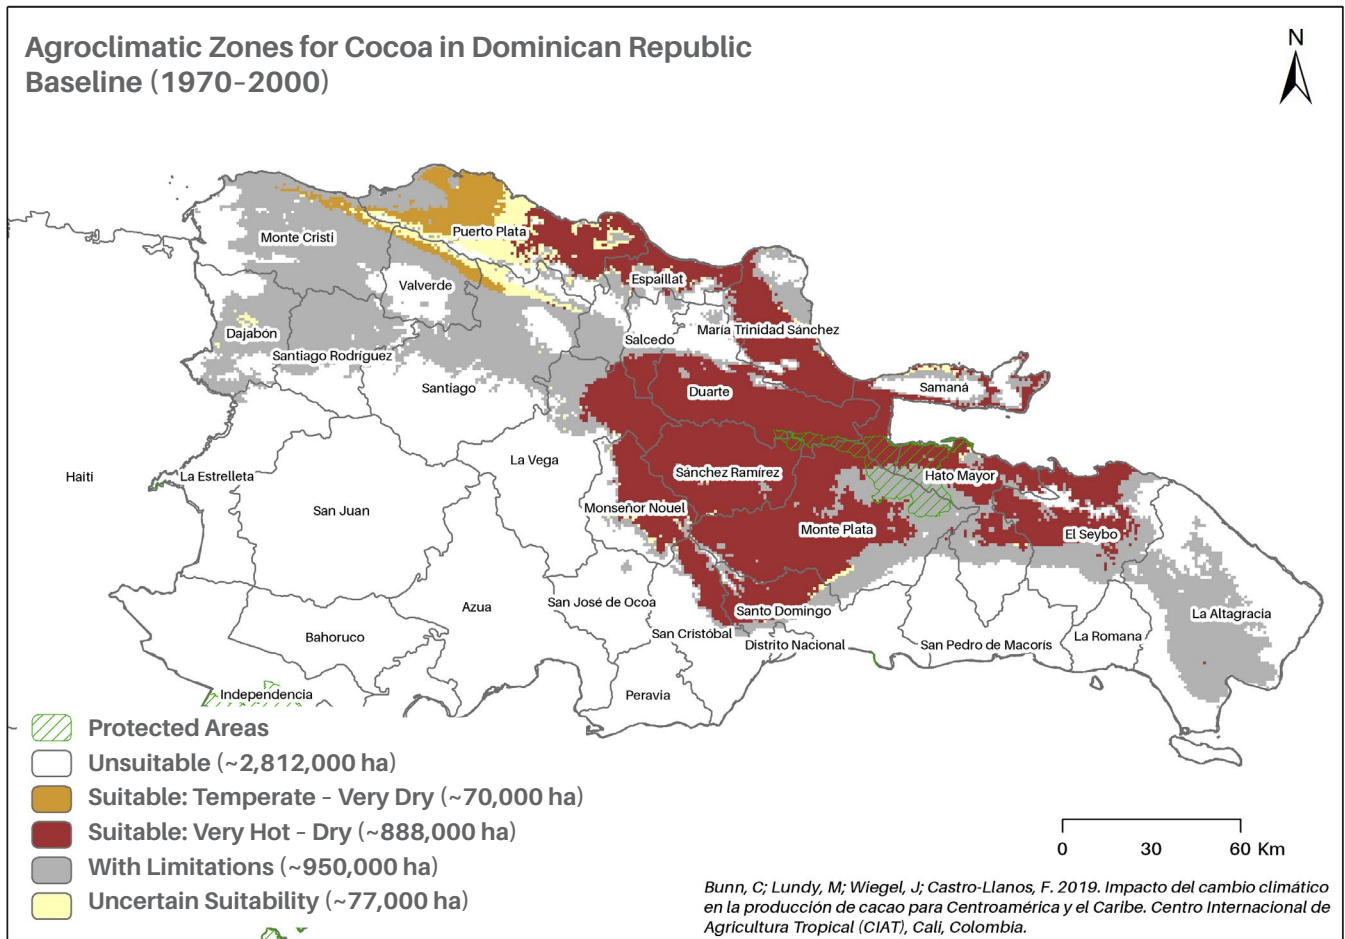 Agroclimatic Zones for Cocoa in Dominican Republic
Baseline (1970–2000)
N
Monte Cristi
Puerto Plata
Valverde
Espaillat
Dajabón
Salcedo
María Trinidad Sánchez
Santiago Rodríguez
Santiago
Duarte
Samaná
Haiti
La Estrelleta
La Vega
Sánchez Ramírez
Hato Mayor
San Juan
Monseñor Nouel
Monte Plata
El Seybo
Azua
San José de Ocoa
Santo Domingo
La Altagracia
Bahoruco
San Cristóbal
Distrito Nacional
San Pedro de Macorís
La Romana
Independencia
Peravia
Protected Areas
Unsuitable (~2,812,000 ha)
Suitable: Temperate – Very Dry (~70,000 ha)
Suitable: Very Hot – Dry (~888,000 ha)
With Limitations (~950,000 ha)
Uncertain Suitability (~77,000 ha)
0 30 60 Km
Bunn, C; Lundy, M; Wiegel, J; Castro-Llanos, F. 2019. Impacto del cambio climático
en la producción de cacao para Centroamérica y el Caribe. Centro Internacional de
Agricultura Tropical (CIAT), Cali, Colombia.